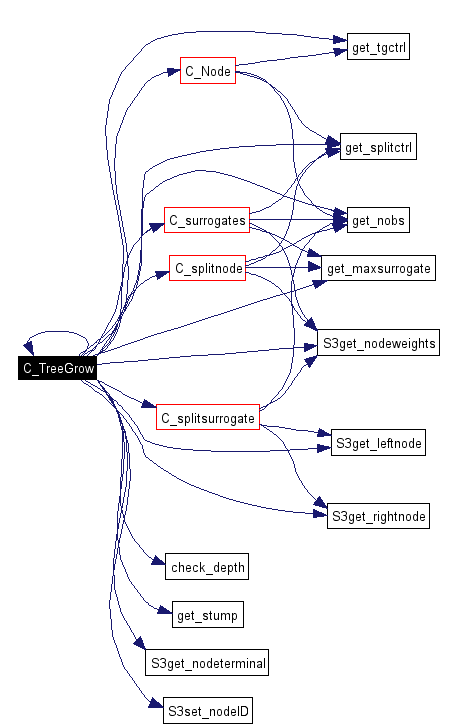 get_tgctrl
C_Node
get_splitctrl
C_surrogates
get_nobs
C_splitnode
get_maxsurrogate
S3get_nodeweights
C_TreeGrow
C_splitsurrogate
S3get_leftnode
S3get_rightnode
check_depth
get_stump
S3get_nodeterminal
S3set_nodeID